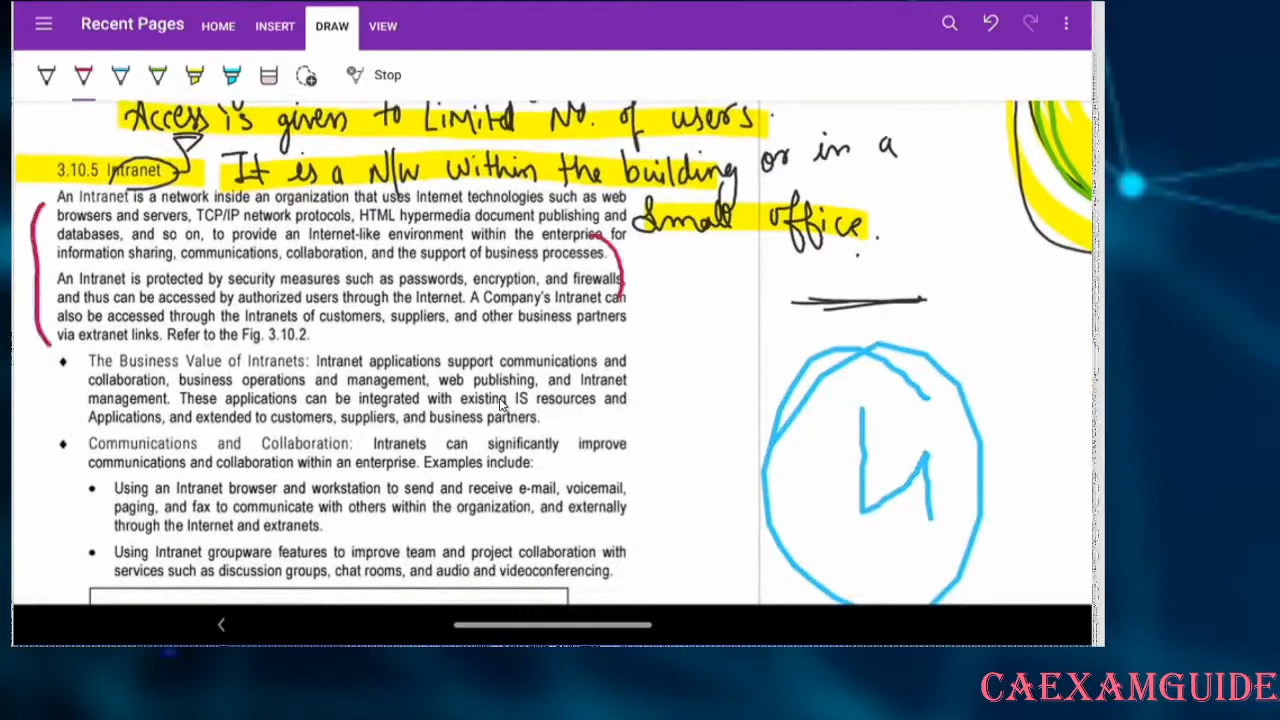 Recent Pages HOME INSERT DRAW VIEW
Stop
Access is given to Limited No. of users.
3.10.5 Intranet It is a N/w within the building or in a
small office.
An Intranet is a network inside an organization that uses Internet technologies such as web
browsers and servers, TCP/IP network protocols, HTML hypermedia document publishing and
databases, and so on, to provide an Internet-like environment within the enterprise for
information sharing, communications, collaboration, and the support of business processes.
An Intranet is protected by security measures such as passwords, encryption, and firewalls,
and thus can be accessed by authorized users through the Internet. A Company's Intranet can
also be accessed through the Intranets of customers, suppliers, and other business partners
via extranet links. Refer to the Fig. 3.10.2.
♦ The Business Value of Intranets: Intranet applications support communications and
collaboration, business operations and management, web publishing, and Intranet
management. These applications can be integrated with existing IS resources and
Applications, and extended to customers, suppliers, and business partners.
♦ Communications and Collaboration: Intranets can significantly improve
communications and collaboration within an enterprise. Examples include:
• Using an Intranet browser and workstation to send and receive e-mail, voicemail,
paging, and fax to communicate with others within the organization, and externally
through the Internet and extranets.
• Using Intranet groupware features to improve team and project collaboration with
services such as discussion groups, chat rooms, and audio and videoconferencing.
CAEXAMGUIDE